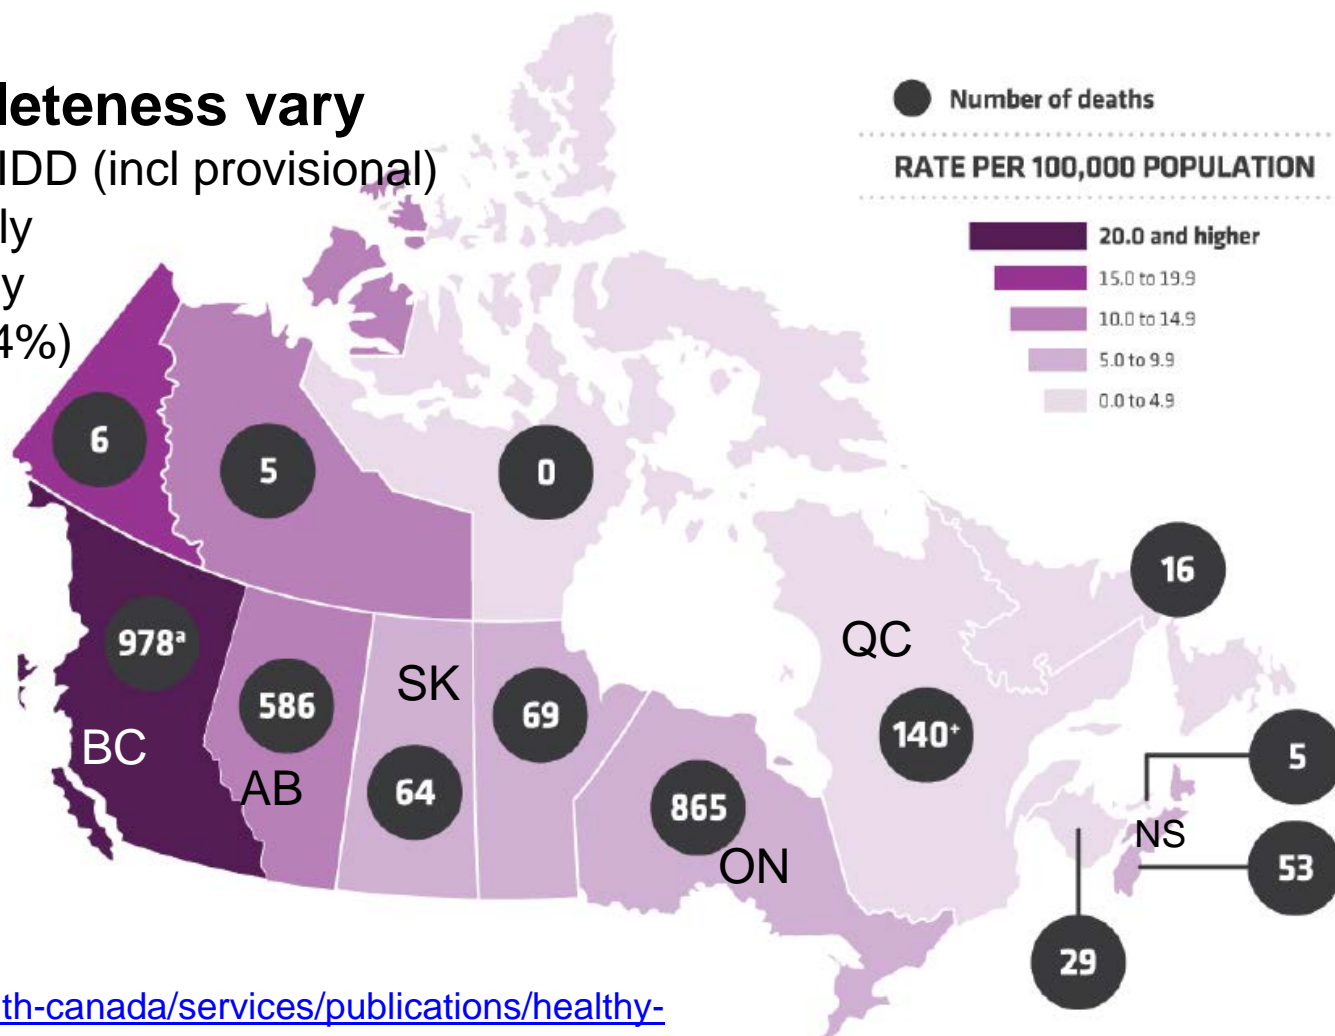 leteness vary
IDD (incl provisional)
ly
y
4%)
Number of deaths
RATE PER 100,000 POPULATION
20.0 and higher
15.0 to 19.9
10.0 to 14.9
5.0 to 9.9
0.0 to 4.9
6
5
0
16
978ª
BC
586
AB
SK
64
69
865
ON
QC
140⁺
5
NS
53
29
th-canada/services/publications/healthy-